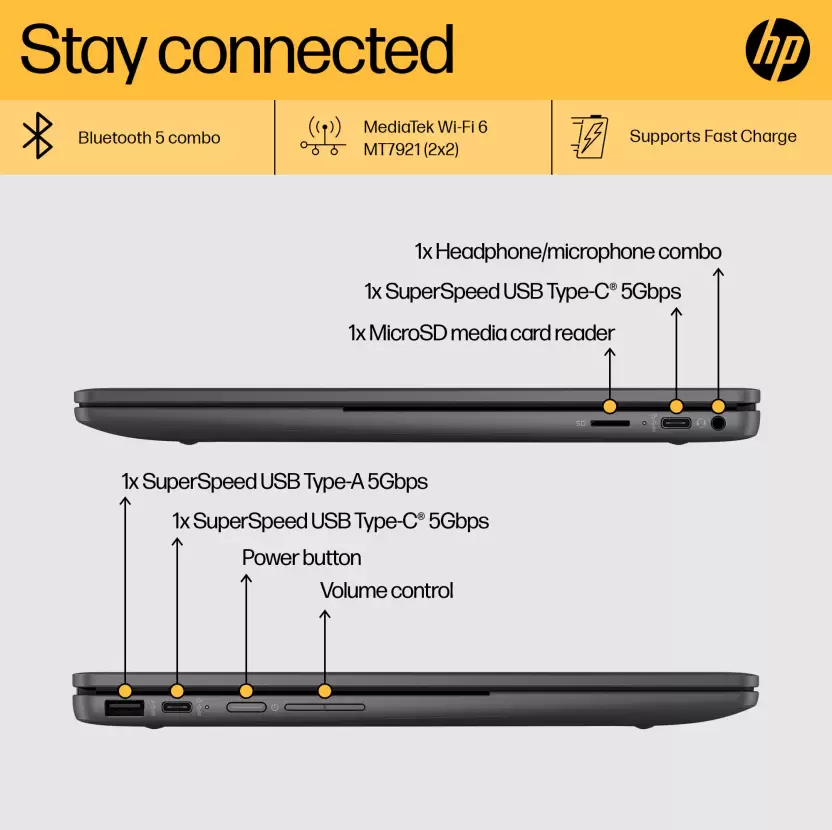 Stay connected
hp
Bluetooth 5 combo
MediaTek Wi-Fi 6
MT7921 (2x2)
Supports Fast Charge
1x Headphone/microphone combo
1x SuperSpeed USB Type-C® 5Gbps
1x MicroSD media card reader
SD
1x SuperSpeed USB Type-A 5Gbps
1x SuperSpeed USB Type-C® 5Gbps
Power button
Volume control